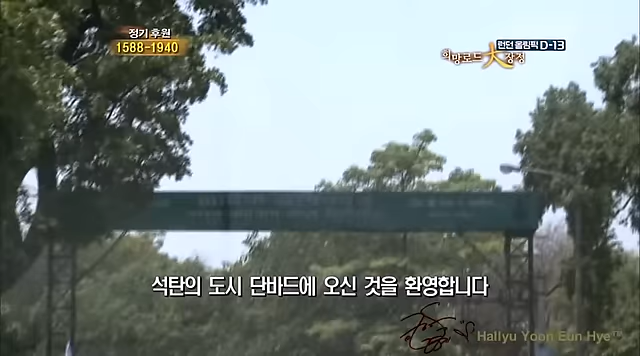 정기 후원
1588-1940
희망로드 大 장정
런던 올림픽 D-13
석탄의 도시 단바드에 오신 것을 환영합니다
Hallyu Yoon Eun Hye™